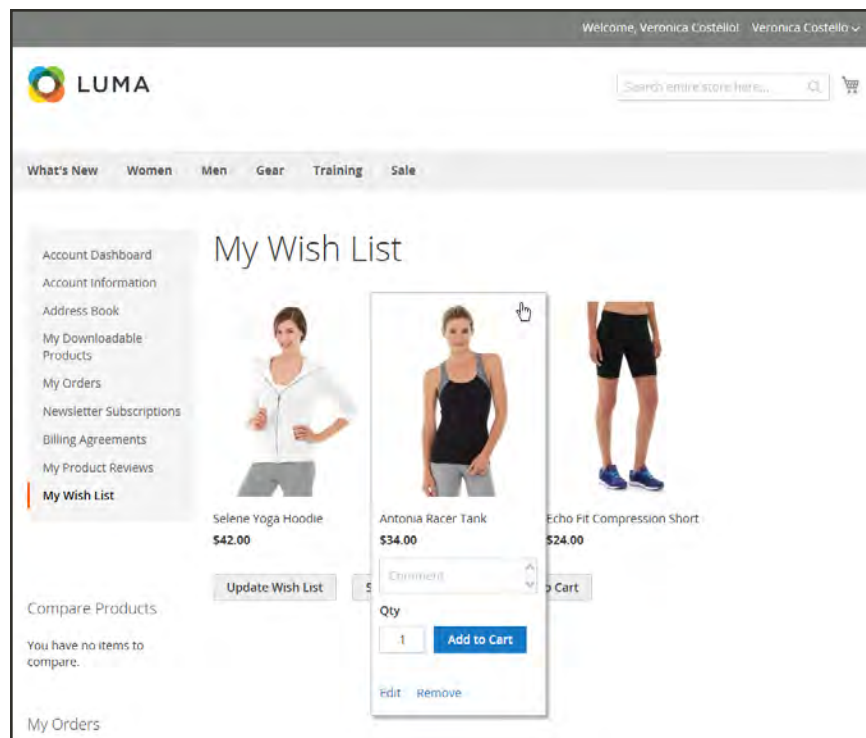 Welcome, Veronica Costello! Veronica Costello
LUMA
Search entire store here...
What's New Women Men Gear Training Sale
My Wish List
Account Dashboard
Account Information
Address Book
My Downloadable
Products
My Orders
Newsletter Subscriptions
Billing Agreements
My Product Reviews
My Wish List
Selene Yoga Hoodie
$42.00
Antonia Racer Tank
$34.00
Comment
Qty
1 Add to Cart
Edit Remove
Echo Fit Compression Short
$24.00
Update Wish List S o Cart
Compare Products
You have no items to
compare.
My Orders